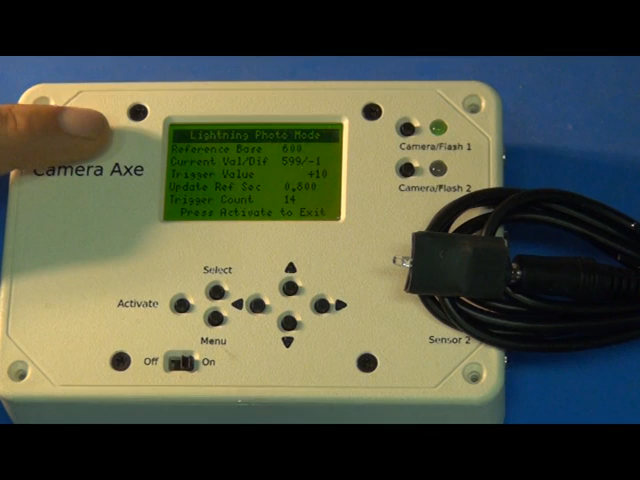 Lightning Photo Mode
Reference Base 600
Current Val/Dif 599/-1
Trigger Value +10
Update Ref Sec 0,800
Trigger Count 14
Press Activate to Exit
Camera Axe
Camera/Flash 1
Camera/Flash 2
Select
Activate
Menu
Sensor 2
Off
On